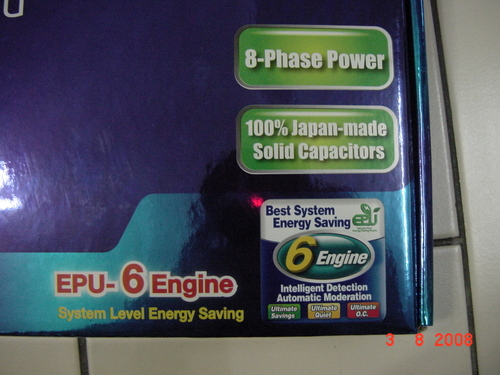 8-Phase Power
100% Japan-made
Solid Capacitors
Best System
Energy Saving
EPU
6 Engine
Intelligent Detection
Automatic Moderation
Ultimate Savings
Ultimate Quiet
Ultimate O.C.
EPU-6 Engine
System Level Energy Saving
3 8 2008